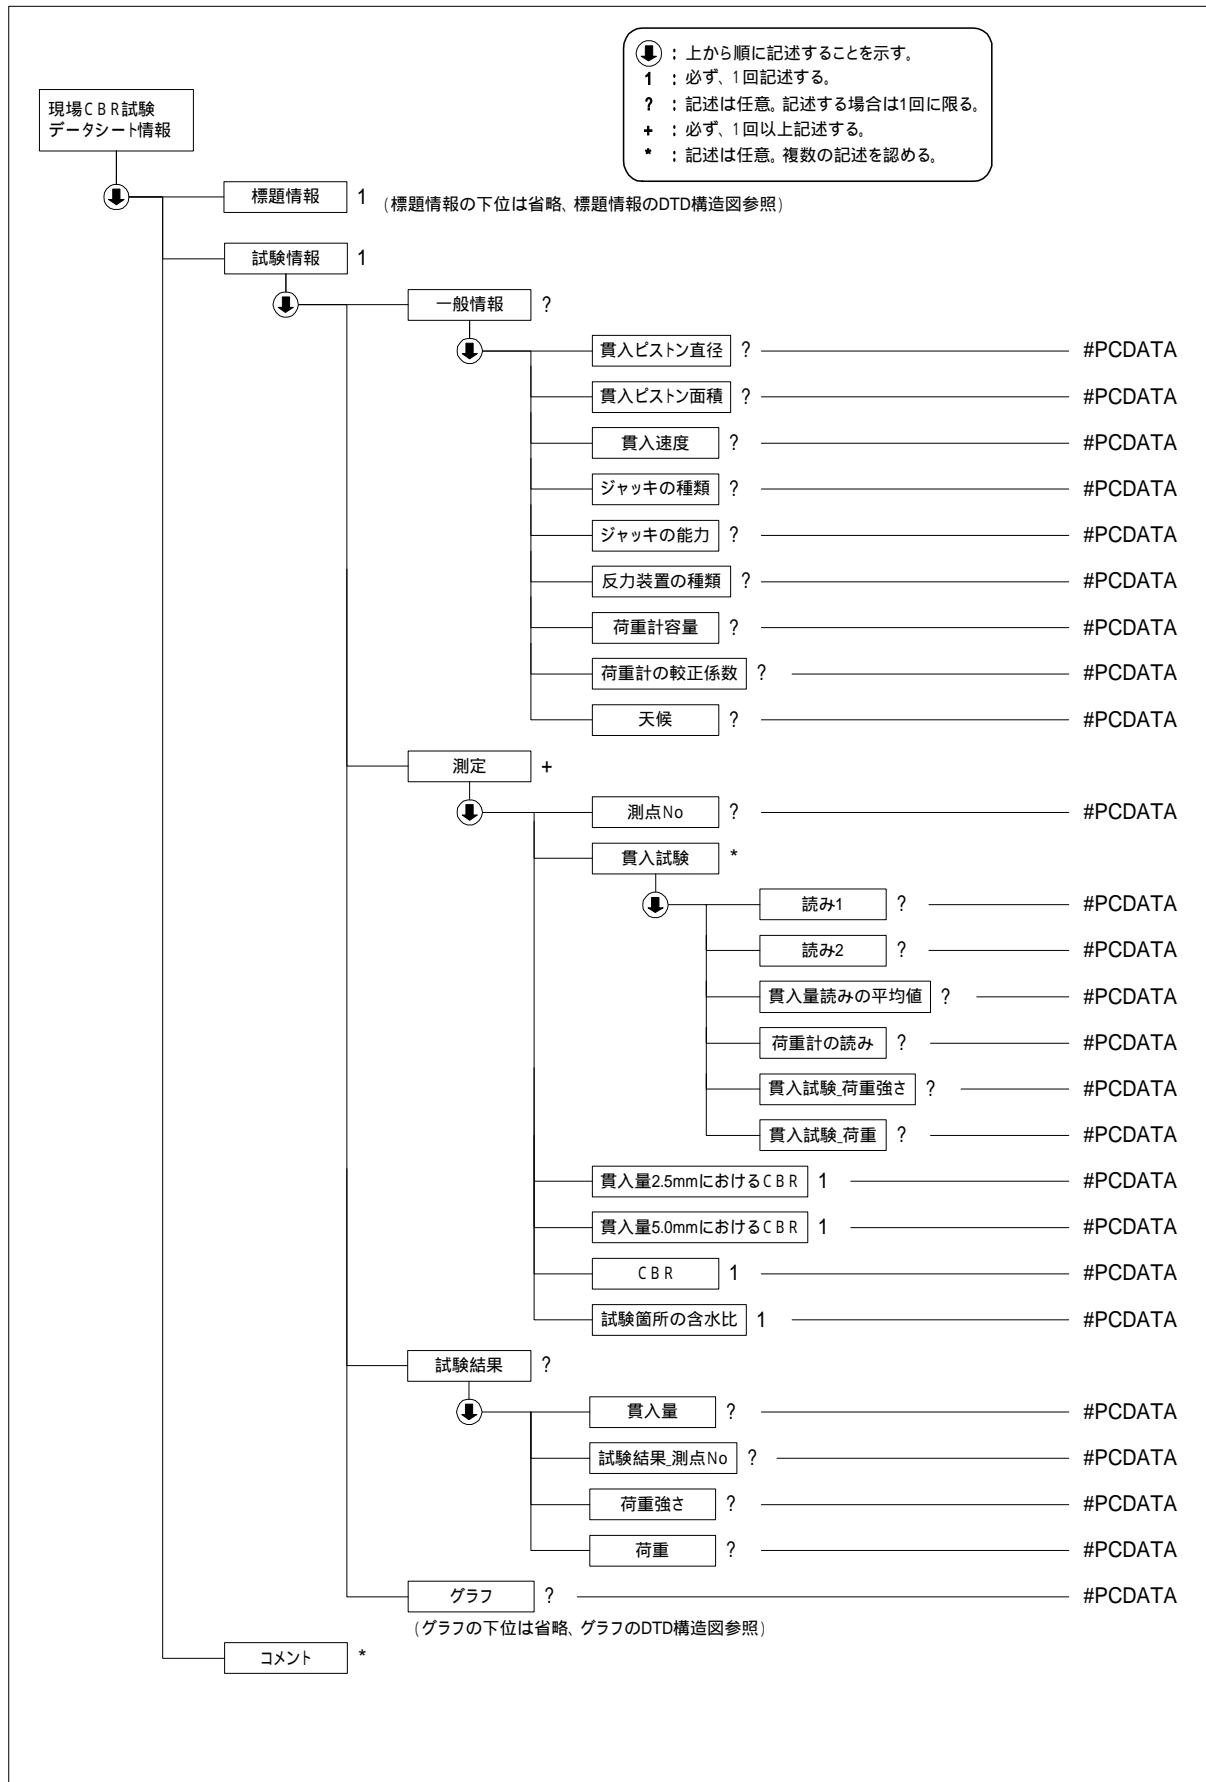 ⬇ : 上から順に記述することを示す。
1 : 必ず、1回記述する。
? : 記述は任意。記述する場合は1回に限る。
+ : 必ず、1回以上記述する。
* : 記述は任意。複数の記述を認める。
現場CBR試験
データシート情報
標題情報 1 (標題情報の下位は省略、標題情報のDTD構造図参照)
試験情報 1
一般情報 ?
貫入ピストン直径 ? #PCDATA
貫入ピストン面積 ? #PCDATA
貫入速度 ? #PCDATA
ジャッキの種類 ? #PCDATA
ジャッキの能力 ? #PCDATA
反力装置の種類 ? #PCDATA
荷重計容量 ? #PCDATA
荷重計の較正係数 ? #PCDATA
天候 ? #PCDATA
測定 +
測点No ? #PCDATA
貫入試験 *
読み1 ? #PCDATA
読み2 ? #PCDATA
貫入量読みの平均値 ? #PCDATA
荷重計の読み ? #PCDATA
貫入試験_荷重強さ ? #PCDATA
貫入試験_荷重 ? #PCDATA
貫入量2.5mmにおけるCBR 1 #PCDATA
貫入量5.0mmにおけるCBR 1 #PCDATA
CBR 1 #PCDATA
試験箇所の含水比 1 #PCDATA
試験結果 ?
貫入量 ? #PCDATA
試験結果_測点No ? #PCDATA
荷重強さ ? #PCDATA
荷重 ? #PCDATA
グラフ ? #PCDATA
(グラフの下位は省略、グラフのDTD構造図参照)
コメント *